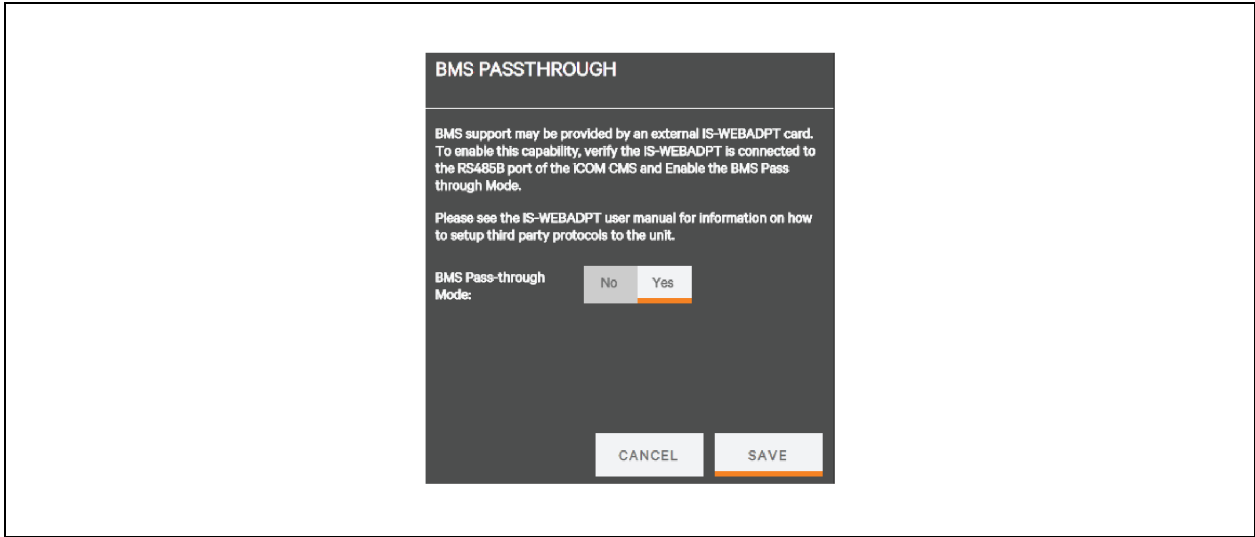 BMS PASSTHROUGH
BMS support may be provided by an external IS-WEBADPT card.
To enable this capability, verify the IS-WEBADPT is connected to
the RS485B port of the iCOM CMS and Enable the BMS Pass
through Mode.
Please see the IS-WEBADPT user manual for information on how
to setup third party protocols to the unit.
BMS Pass-through
Mode:
No Yes
CANCEL SAVE